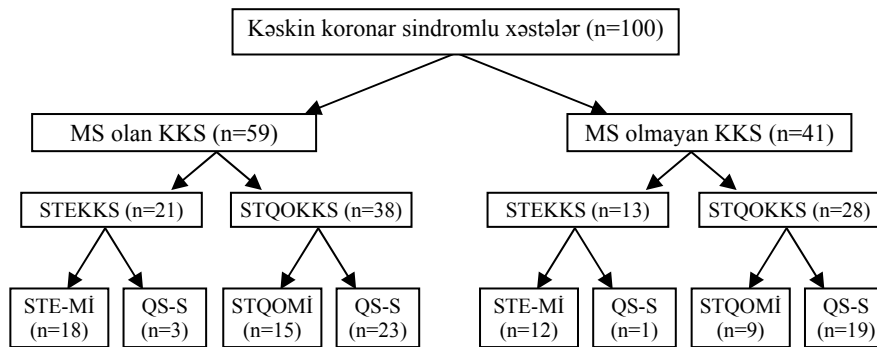 Kəskin koronar sindromlu xəstələr (n=100)
MS olan KKS (n=59)
MS olmayan KKS (n=41)
STEKKS (n=21)
STQOKKS (n=38)
STEKKS (n=13)
STQOKKS (n=28)
STE-Mİ
(n=18)
QS-S
(n=3)
STQOMİ
(n=15)
QS-S
(n=23)
STE-Mİ
(n=12)
QS-S
(n=1)
STQOMİ
(n=9)
QS-S
(n=19)